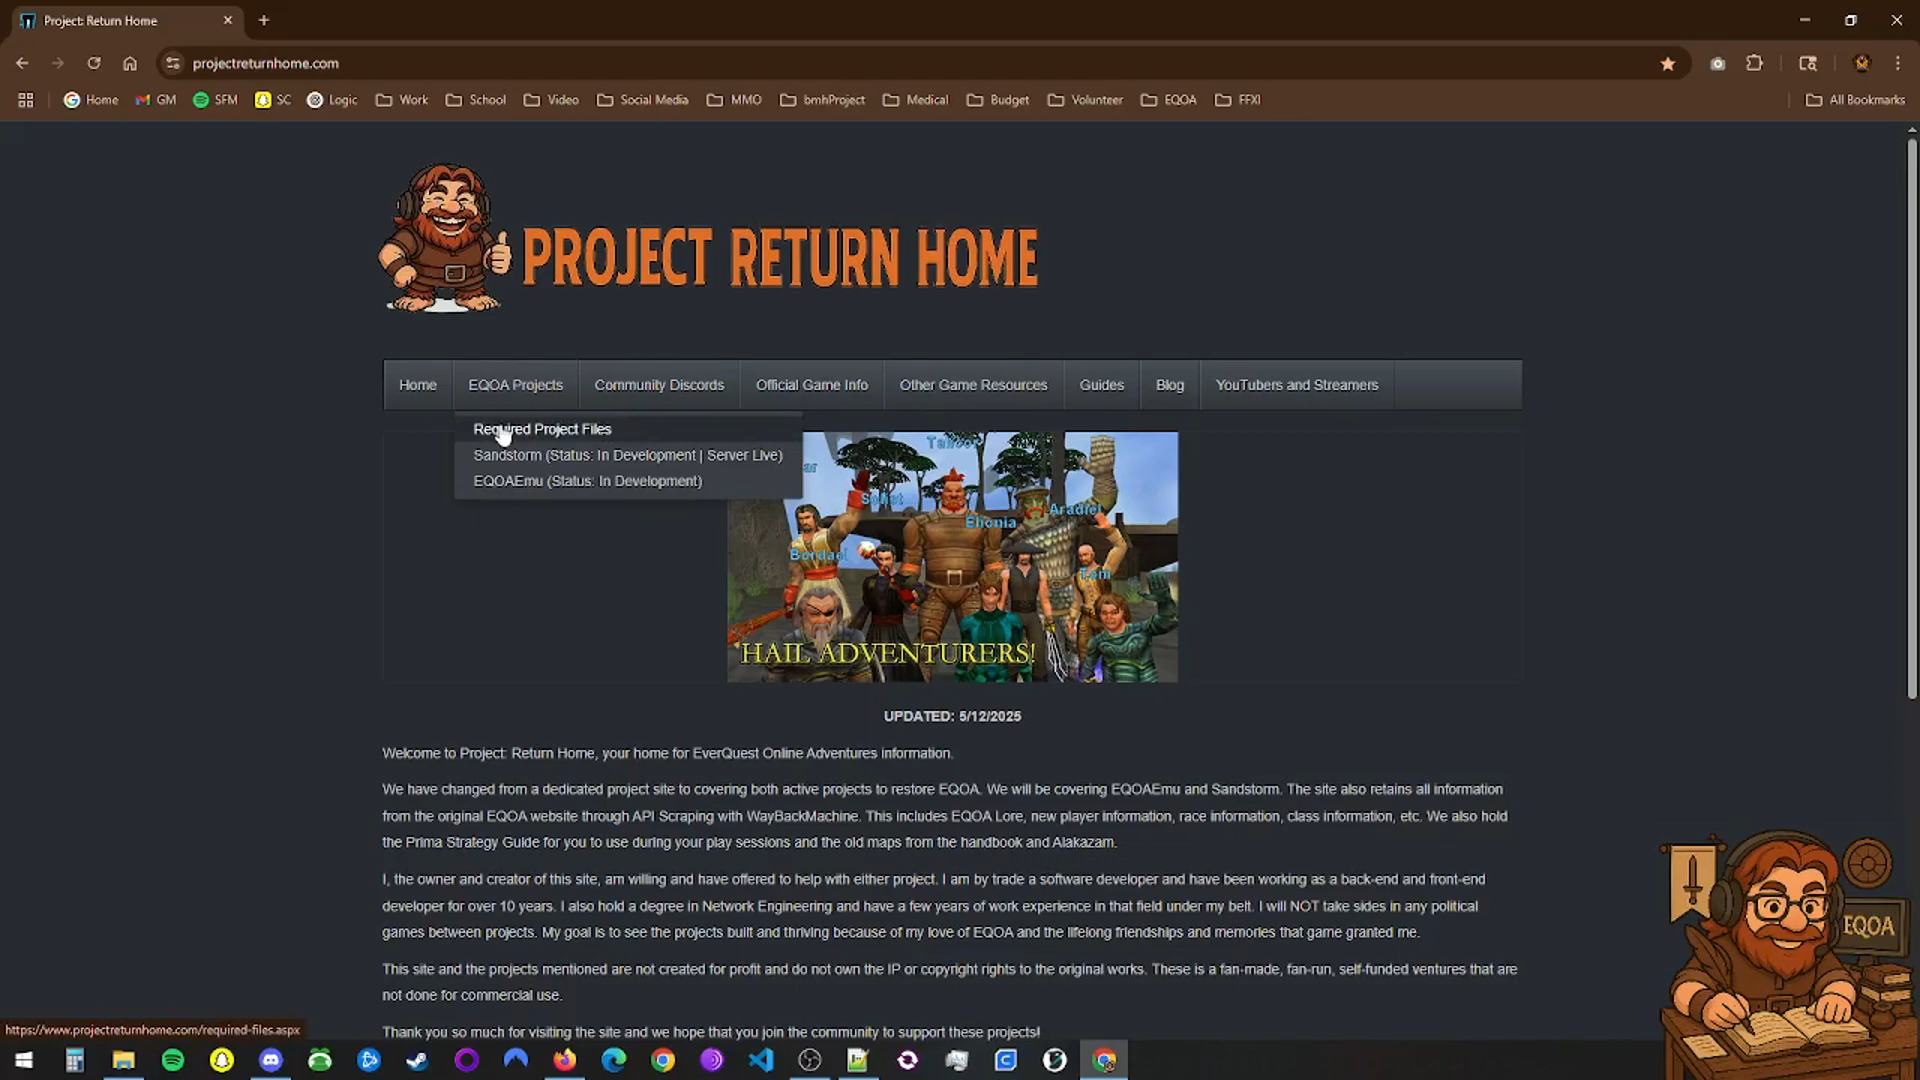 Project: Return Home
projectreturnhome.com
Home
GM
SFM
SC
Logic
Work
School
Video
Social Media
MMO
bmhProject
Medical
Budget
Volunteer
EQOA
FFXI
All Bookmarks
PROJECT RETURN HOME
Home
EQOA Projects
Community Discords
Official Game Info
Other Game Resources
Guides
Blog
YouTubers and Streamers
Required Project Files
Sandstorm (Status: In Development | Server Live)
EQOAEmu (Status: In Development)
Ehonia
Aradiel
Bordael
Tom
HAIL ADVENTURERS!
UPDATED: 5/12/2025
Welcome to Project: Return Home, your home for EverQuest Online Adventures information.
We have changed from a dedicated project site to covering both active projects to restore EQOA. We will be covering EQOAEmu and Sandstorm. The site also retains all information
from the original EQOA website through API Scraping with WayBackMachine. This includes EQOA Lore, new player information, race information, class information, etc. We also hold
the Prima Strategy Guide for you to use during your play sessions and the old maps from the handbook and Alakazam.
I, the owner and creator of this site, am willing and have offered to help with either project. I am by trade a software developer and have been working as a back-end and front-end
developer for over 10 years. I also hold a degree in Network Engineering and have a few years of work experience in that field under my belt. I will NOT take sides in any political
games between projects. My goal is to see the projects built and thriving because of my love of EQOA and the lifelong friendships and memories that game granted me.
This site and the projects mentioned are not created for profit and do not own the IP or copyright rights to the original works. These is a fan-made, fan-run, self-funded ventures that are
not done for commercial use.
Thank you so much for visiting the site and we hope that you join the community to support these projects!
EQOA
https://www.projectreturnhome.com/required-files.aspx